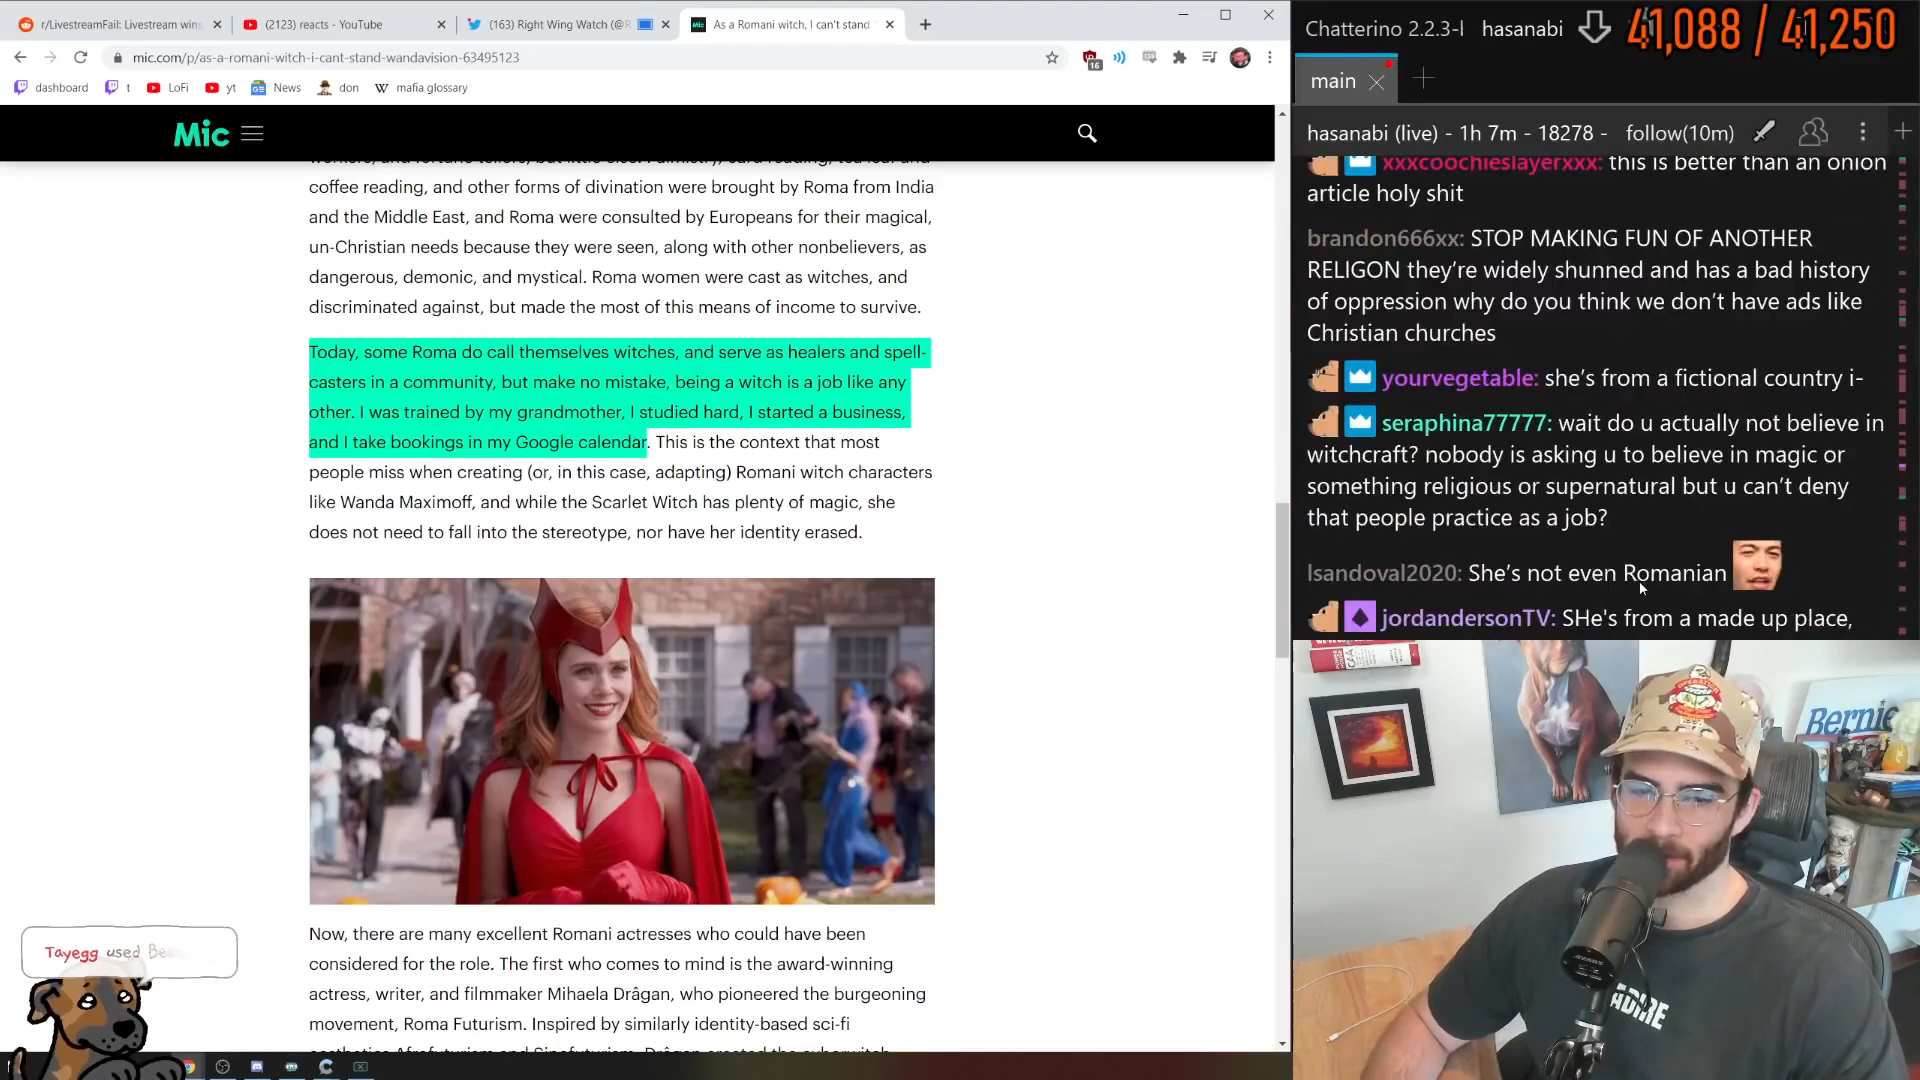 r/LivestreamFail: Livestream wins
(2123) reacts - YouTube
(163) Right Wing Watch (@R
As a Romani witch, I can't stand
mic.com/p/as-a-romani-witch-i-cant-stand-wandavision-63495123
16
dashboard
t
LoFi
yt
News
don
mafia glossary
Mic
coffee reading, and other forms of divination were brought by Roma from India
and the Middle East, and Roma were consulted by Europeans for their magical,
un-Christian needs because they were seen, along with other nonbelievers, as
dangerous, demonic, and mystical. Roma women were cast as witches, and
discriminated against, but made the most of this means of income to survive.
Today, some Roma do call themselves witches, and serve as healers and spell-
casters in a community, but make no mistake, being a witch is a job like any
other. I was trained by my grandmother, I studied hard, I started a business,
and I take bookings in my Google calendar. This is the context that most
people miss when creating (or, in this case, adapting) Romani witch characters
like Wanda Maximoff, and while the Scarlet Witch has plenty of magic, she
does not need to fall into the stereotype, nor have her identity erased.
Now, there are many excellent Romani actresses who could have been
considered for the role. The first who comes to mind is the award-winning
actress, writer, and filmmaker Mihaela Drâgan, who pioneered the burgeoning
movement, Roma Futurism. Inspired by similarly identity-based sci-fi
Tayegg used
Chatterino 2.2.3-l
hasanabi
41,088 / 41,250
main
hasanabi (live) - 1h 7m - 18278 - follow(10m)
xxxcoochieslayerxxx: this is better than an onion
article holy shit
brandon666xx: STOP MAKING FUN OF ANOTHER
RELIGON they’re widely shunned and has a bad history
of oppression why do you think we don’t have ads like
Christian churches
yourvegetable: she’s from a fictional country i-
seraphina77777: wait do u actually not believe in
witchcraft? nobody is asking u to believe in magic or
something religious or supernatural but u can’t deny
that people practice as a job?
lsandoval2020: She’s not even Romanian
jordandersonTV: SHe's from a made up place,
Bernie